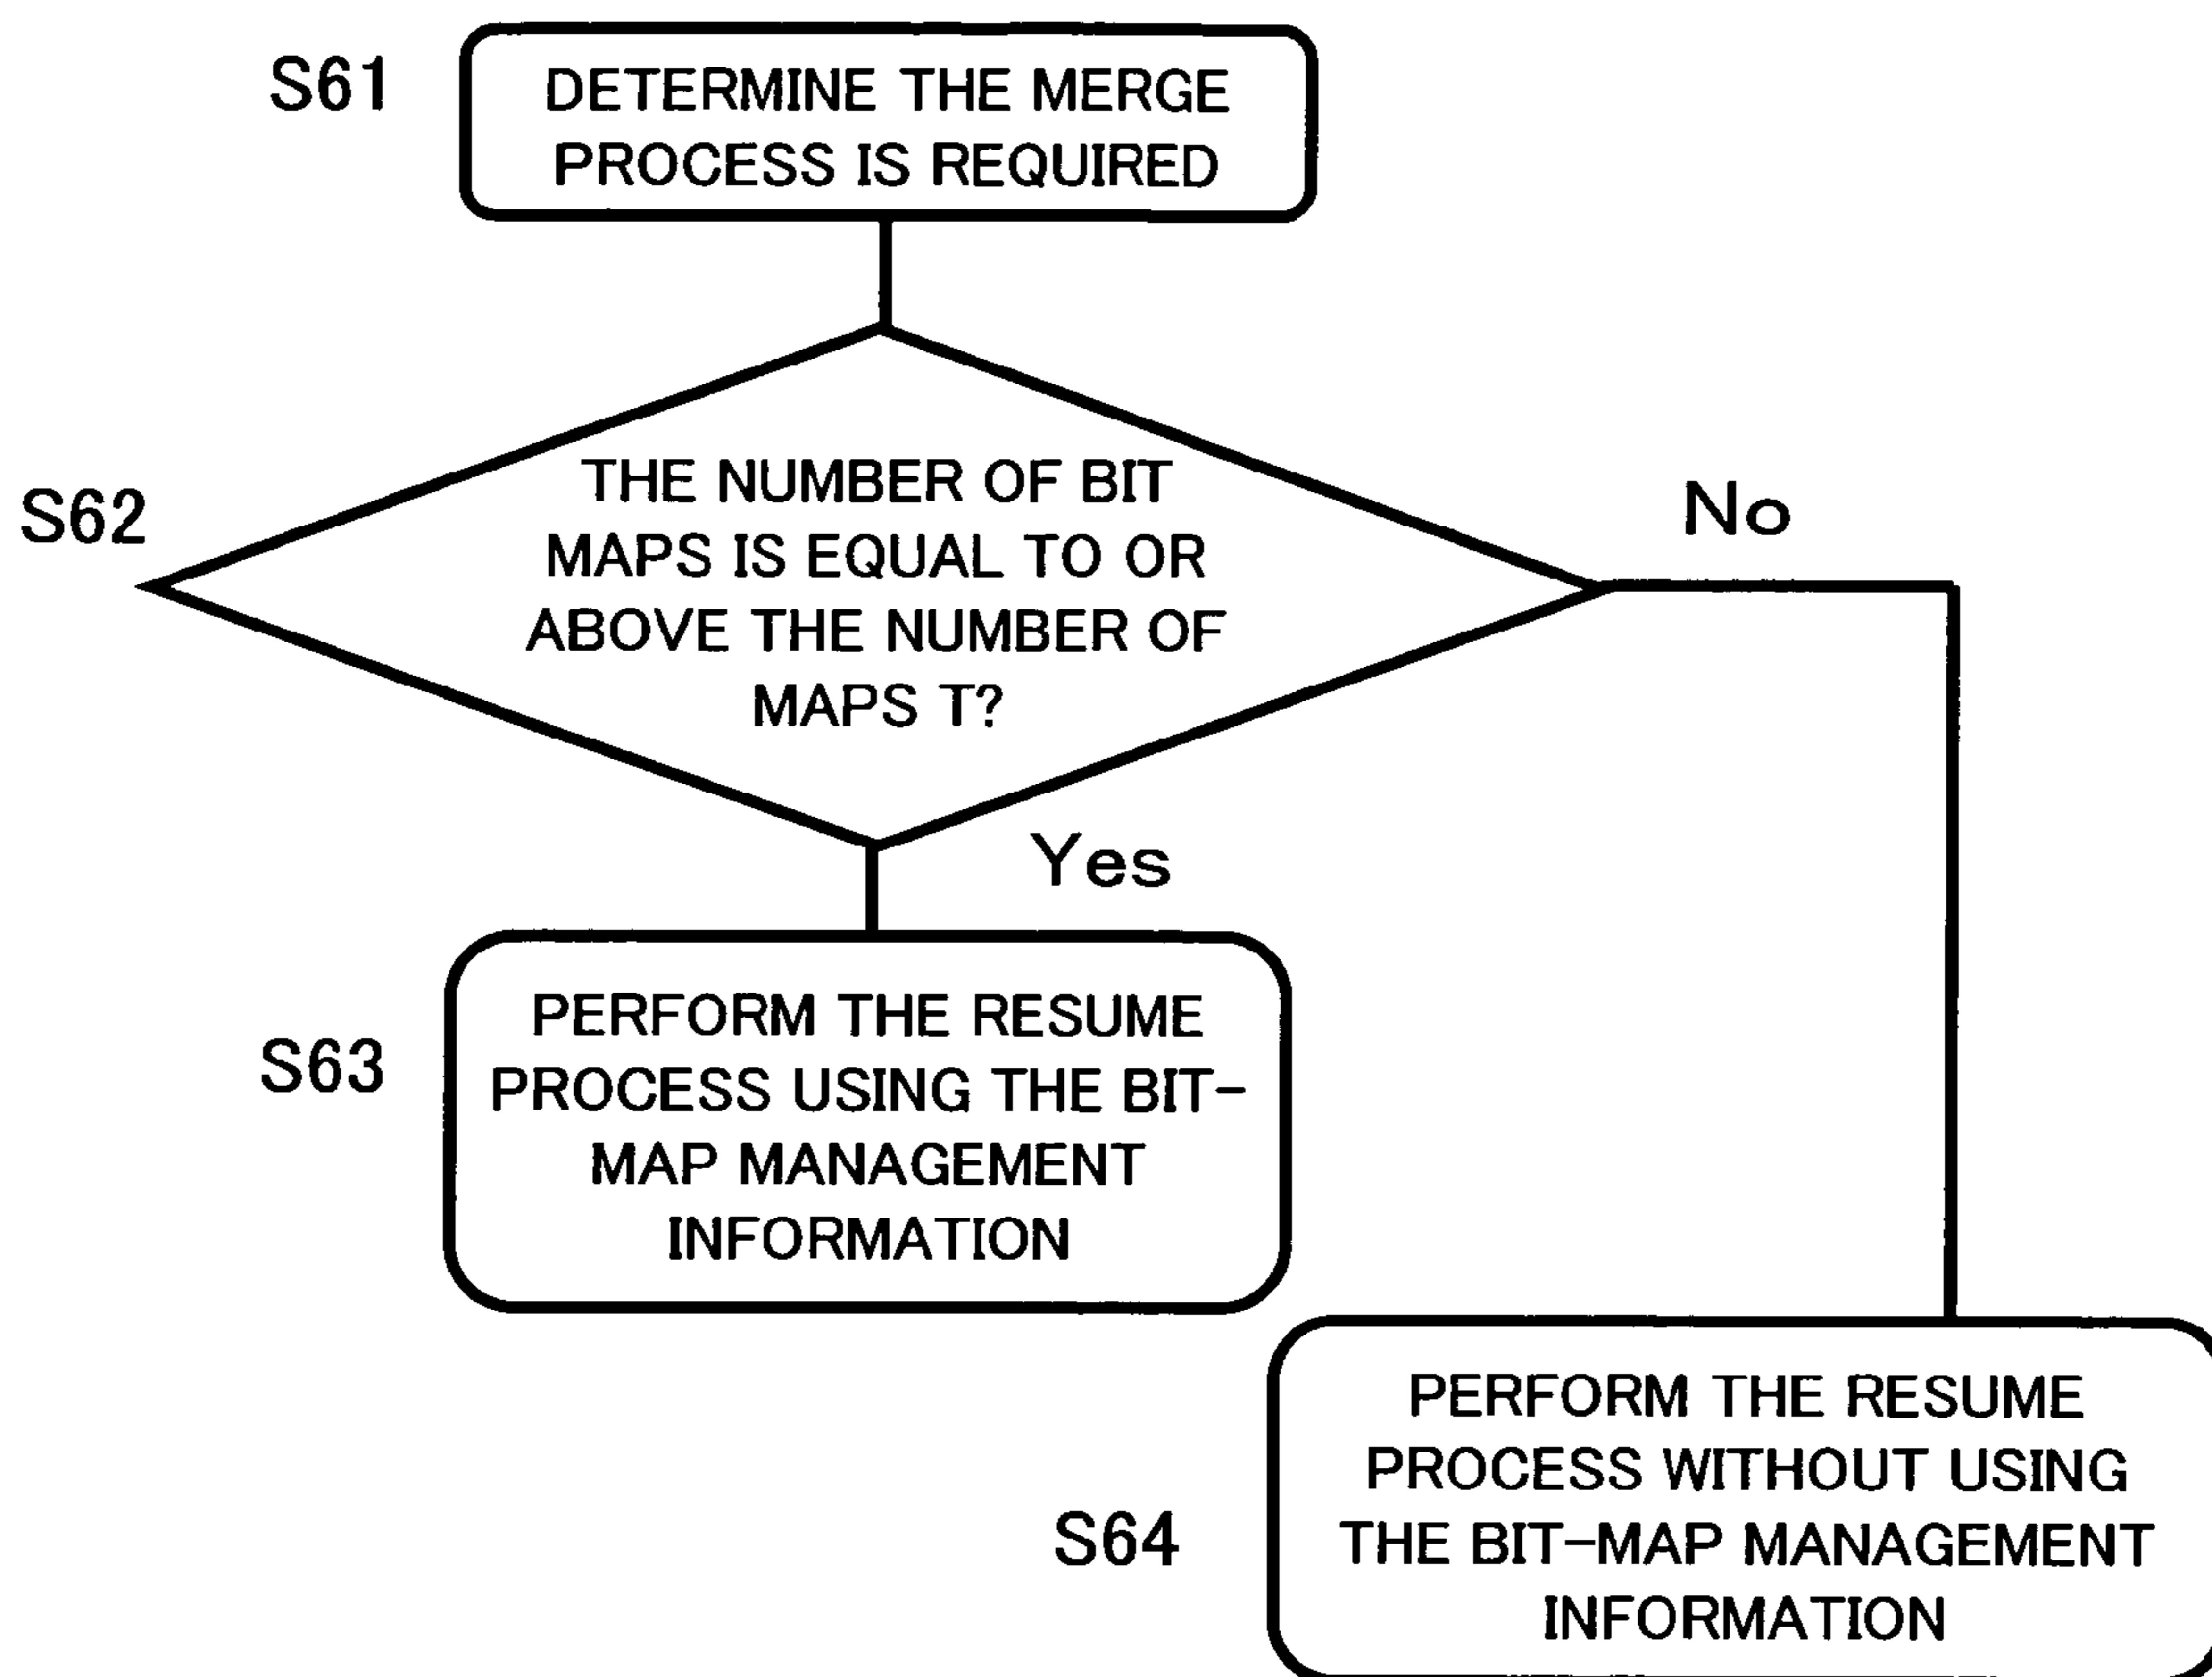 S61
DETERMINE THE MERGE
PROCESS IS REQUIRED
S62
THE NUMBER OF BIT
MAPS IS EQUAL TO OR
ABOVE THE NUMBER OF
MAPS T?
No
Yes
S63
PERFORM THE RESUME
PROCESS USING THE BIT-
MAP MANAGEMENT
INFORMATION
S64
PERFORM THE RESUME
PROCESS WITHOUT USING
THE BIT-MAP MANAGEMENT
INFORMATION